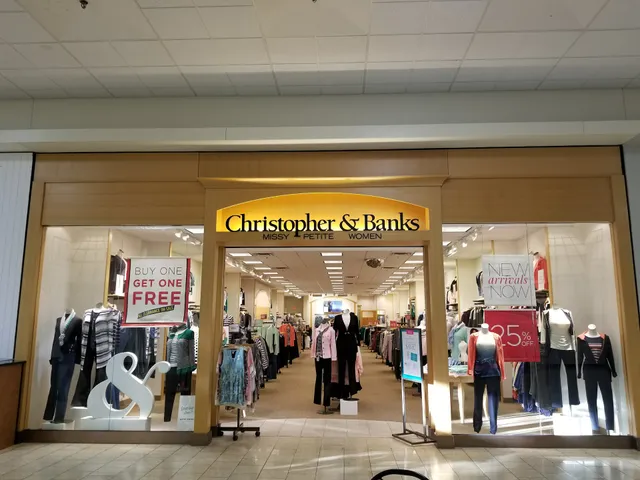 Christopher & Banks
MISSY PETITE WOMEN
BUY ONE
GET ONE
FREE
NEW
arrivals
NOW
25% OFF
&